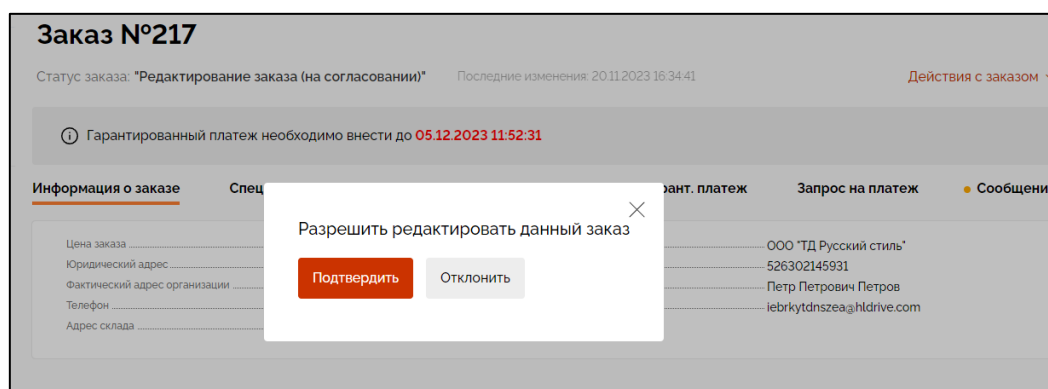 Заказ №217
Статус заказа: "Редактирование заказа (на согласовании)" Последние изменения: 20.11.2023 16:34:41 Действия с заказом
Гарантированный платеж необходимо внести до 05.12.2023 11:52:31
Информация о заказе Спец рант. платеж Запрос на платеж Сообщени
Разрешить редактировать данный заказ
Подтвердить Отклонить
Цена заказа ООО "ТД Русский стиль"
Юридический адрес 526302145931
Фактический адрес организации Петр Петрович Петров
Телефон iebrkytdnszea@hldrive.com
Адрес склада